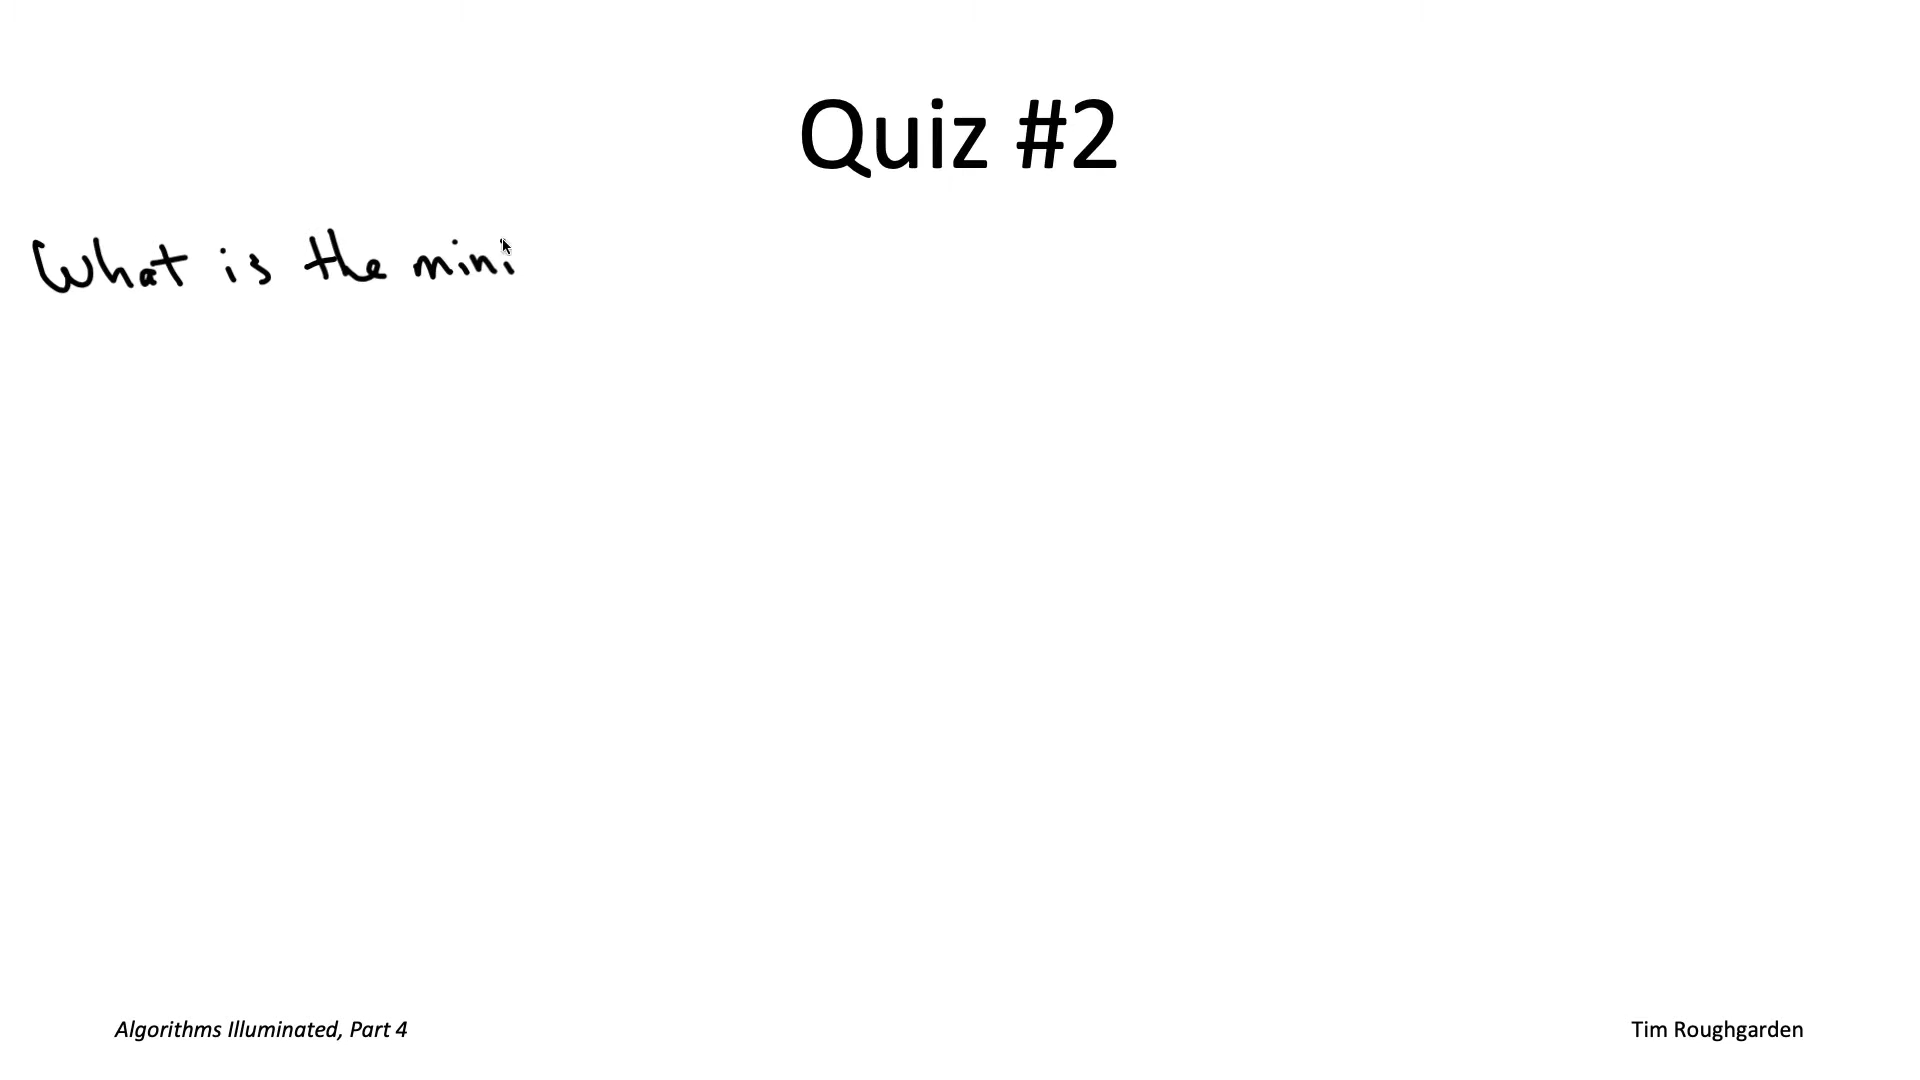 Quiz #2
What is the mini
Algorithms Illuminated, Part 4
Tim Roughgarden